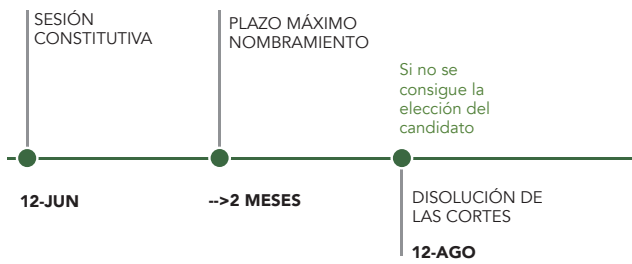 SESIÓN
CONSTITUTIVA
12-JUN
PLAZO MÁXIMO
NOMBRAMIENTO
-->2 MESES
Si no se
consigue la
elección del
candidato
DISOLUCIÓN DE
LAS CORTES
12-AGO